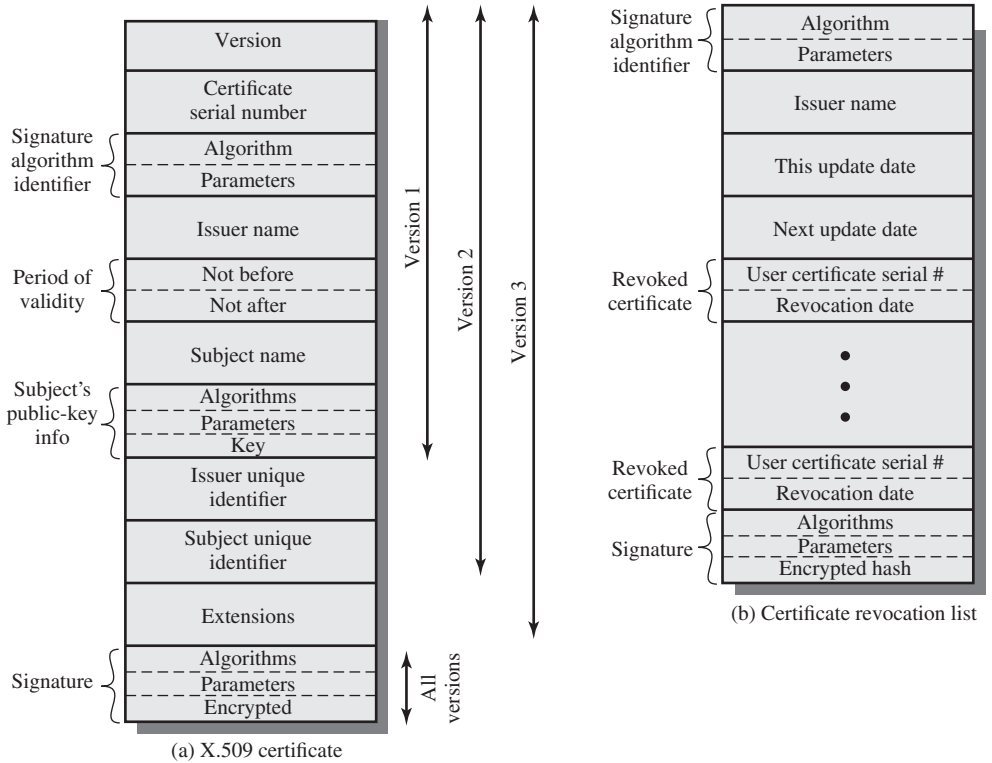 Version
Certificate
serial number
Signature
algorithm
identifier
Algorithm
Parameters
Issuer name
Period of
validity
Not before
Not after
Subject name
Subject's
public-key
info
Algorithms
Parameters
Key
Issuer unique
identifier
Subject unique
identifier
Extensions
Signature
Algorithms
Parameters
Encrypted
Version 1
Version 2
Version 3
All
versions
(a) X.509 certificate
Signature
algorithm
identifier
Algorithm
Parameters
Issuer name
This update date
Next update date
Revoked
certificate
User certificate serial #
Revocation date
Revoked
certificate
User certificate serial #
Revocation date
Signature
Algorithms
Parameters
Encrypted hash
(b) Certificate revocation list